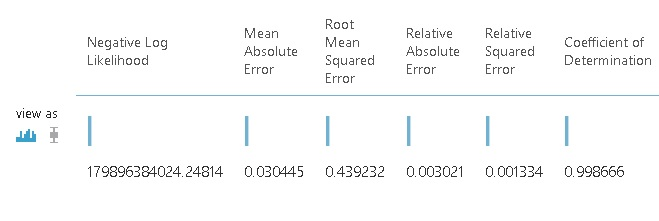 Negative Log
Likelihood
Mean
Absolute
Error
Root
Mean
Squared
Error
Relative
Absolute
Error
Relative
Squared
Error
Coefficient of
Determination
view as
179896384024.24814
0.030445
0.439232
0.003021
0.001334
0.998666